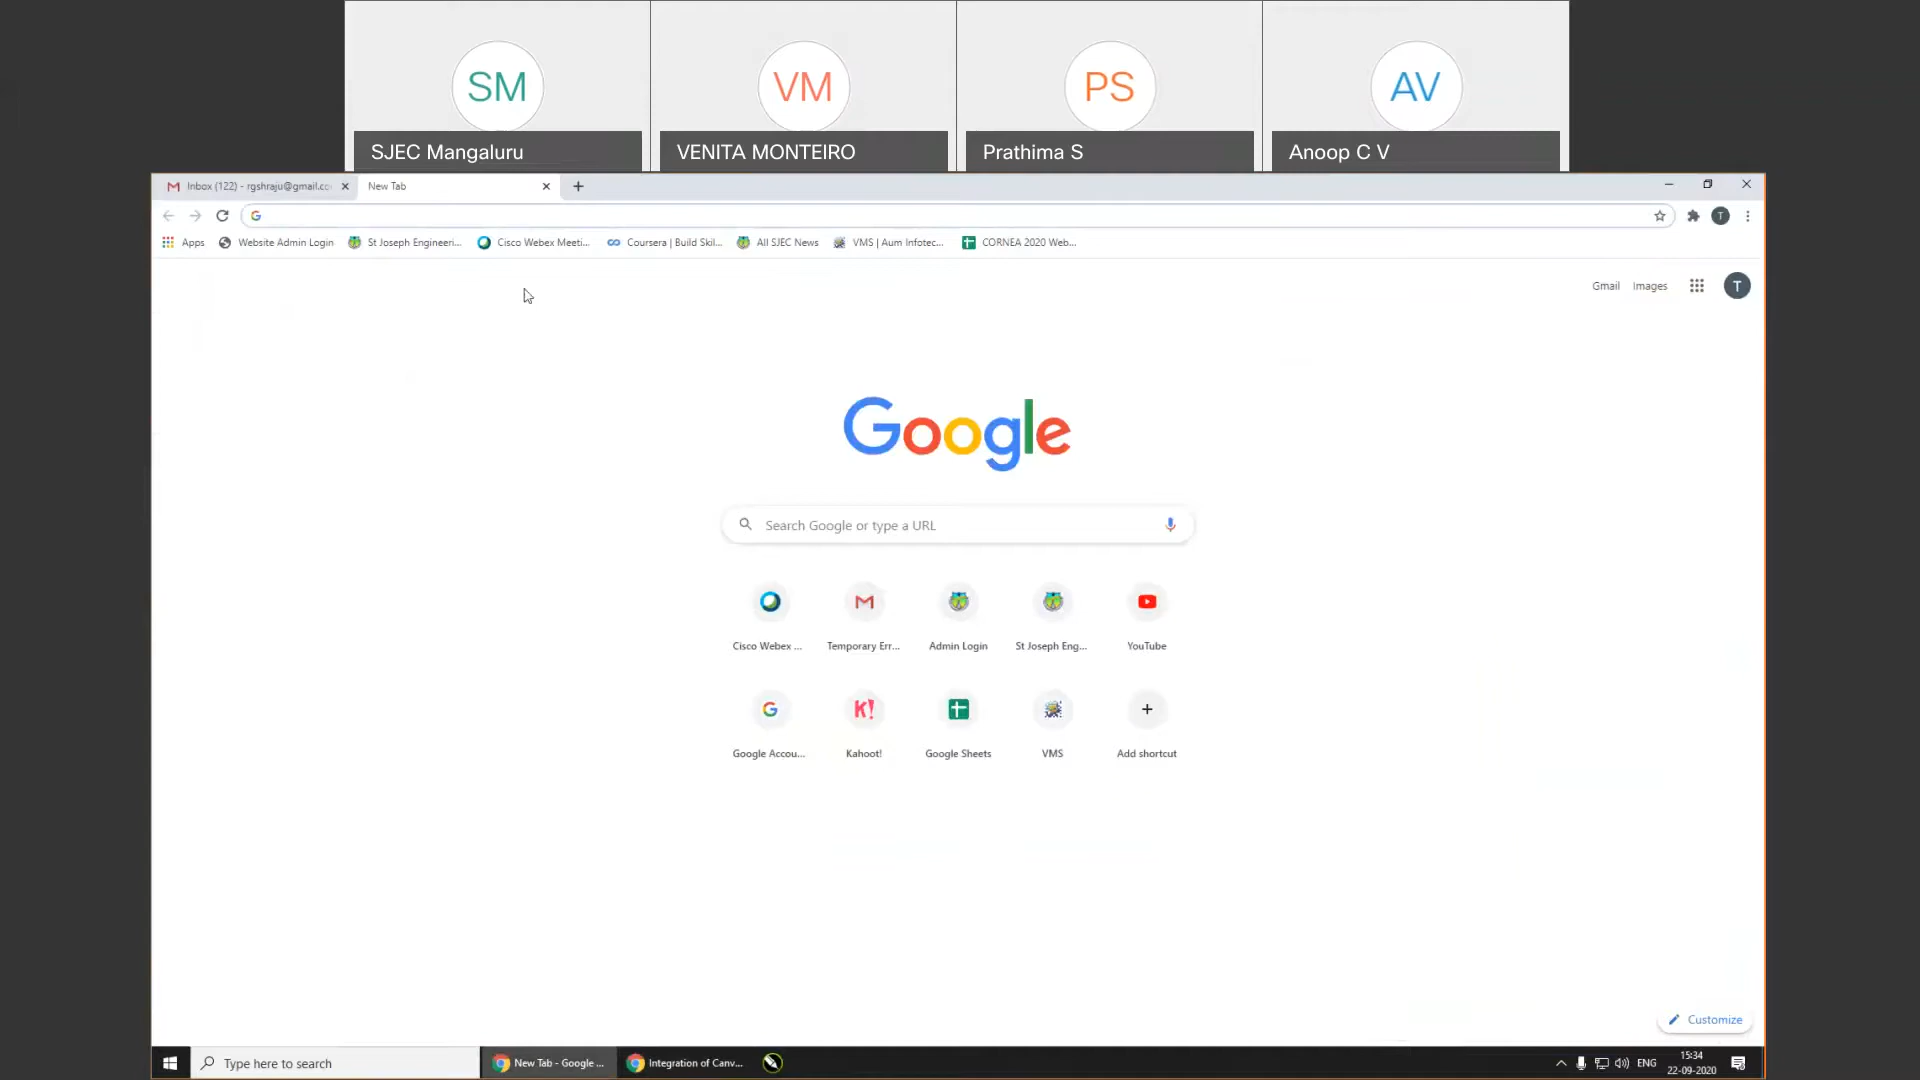 SM
VM
PS
AV
SJEC Mangaluru
VENITA MONTEIRO
Prathima S
Anoop C V
Inbox (122) - rgshraju@gmail.co
New Tab
Apps
Website Admin Login
St Joseph Engineeri...
Cisco Webex Meeti...
Coursera | Build Skil...
All SJEC News
VMS | Aum Infotec...
CORNEA 2020 Web...
Gmail
Images
T
Google
Search Google or type a URL
Cisco Webex ...
Temporary Err...
Admin Login
St Joseph Eng...
YouTube
Google Accou...
Kahoot!
Google Sheets
VMS
Add shortcut
Customize
Type here to search
New Tab - Google ...
Integration of Canv...
ENG
15:34
22-09-2020